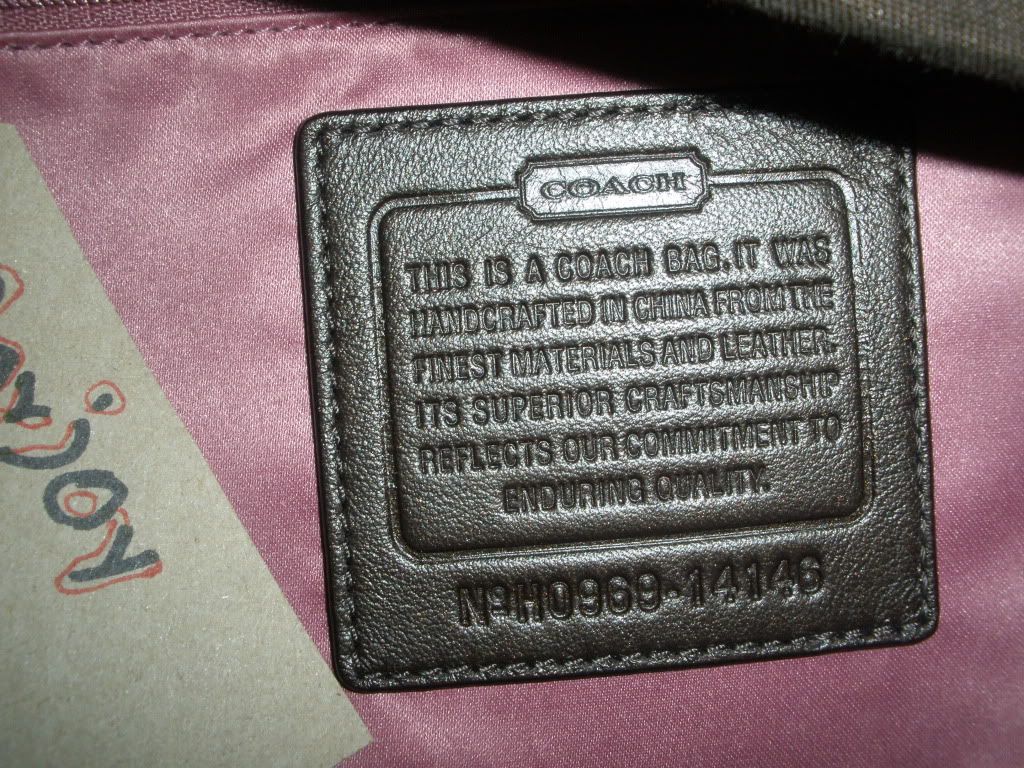 COACH
THIS IS A COACH BAG. IT WAS
HANDCRAFTED IN CHINA FROM THE
FINEST MATERIALS AND LEATHER.
ITS SUPERIOR CRAFTSMANSHIP
REFLECTS OUR COMMITMENT TO
ENDURING QUALITY.
Nº H0969-14146